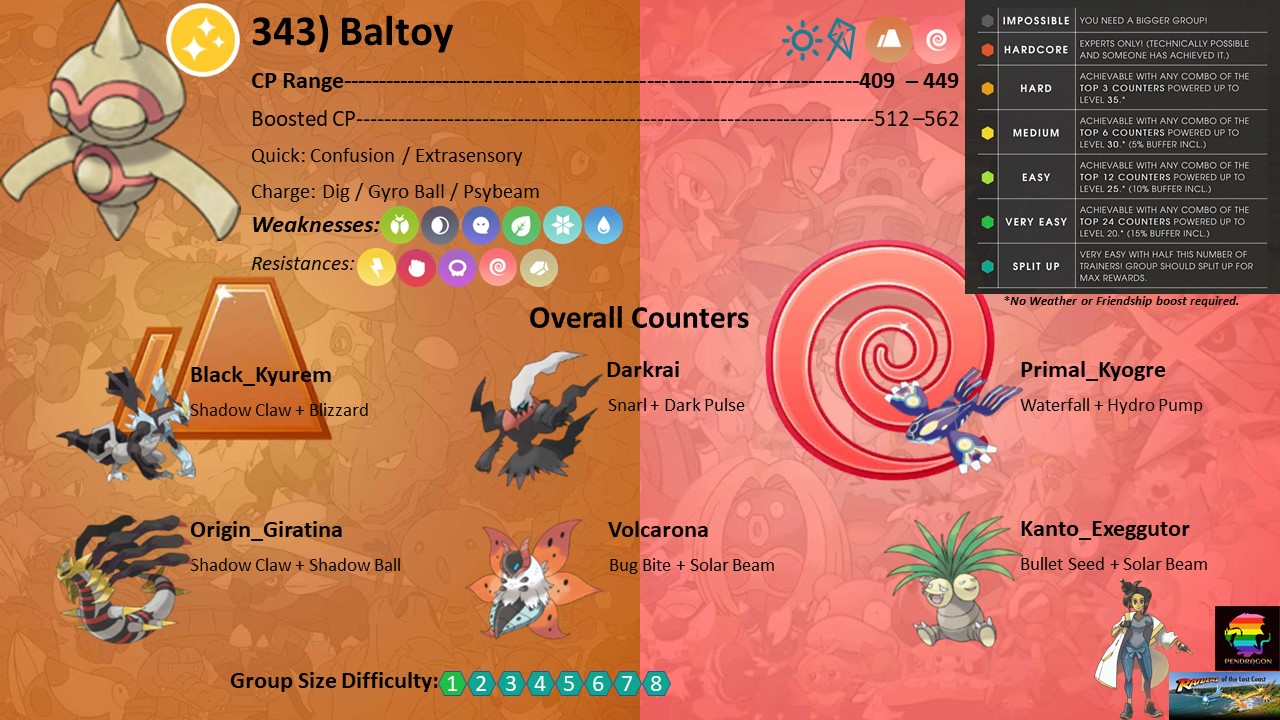 343) Baltoy
CP Range-----409 – 449
Boosted CP-----512 –562
Quick: Confusion / Extrasensory
Charge: Dig / Gyro Ball / Psybeam
Weaknesses:
Resistances:
IMPOSSIBLE YOU NEED A BIGGER GROUP!
HARDCORE EXPERTS ONLY! (TECHNICALLY POSSIBLE
AND SOMEONE HAS ACHIEVED IT.)
HARD ACHIEVABLE WITH ANY COMBO OF THE
TOP 3 COUNTERS POWERED UP TO
LEVEL 35.*
MEDIUM ACHIEVABLE WITH ANY COMBO OF THE
TOP 6 COUNTERS POWERED UP TO
LEVEL 30.* (5% BUFFER INCL.)
EASY ACHIEVABLE WITH ANY COMBO OF THE
TOP 12 COUNTERS POWERED UP TO
LEVEL 25.* (10% BUFFER INCL.)
VERY EASY ACHIEVABLE WITH ANY COMBO OF THE
TOP 24 COUNTERS POWERED UP TO
LEVEL 20.* (15% BUFFER INCL.)
SPLIT UP VERY EASY WITH HALF THIS NUMBER OF
TRAINERS! GROUP SHOULD SPLIT UP FOR
MAX REWARDS.
*No Weather or Friendship boost required.
Overall Counters
Black_Kyurem
Shadow Claw + Blizzard
Darkrai
Snarl + Dark Pulse
Primal_Kyogre
Waterfall + Hydro Pump
Origin_Giratina
Shadow Claw + Shadow Ball
Volcarona
Bug Bite + Solar Beam
Kanto_Exeggutor
Bullet Seed + Solar Beam
Group Size Difficulty: 1 2 3 4 5 6 7 8
PENDRAGON
RAIDERS of the Lost Coast